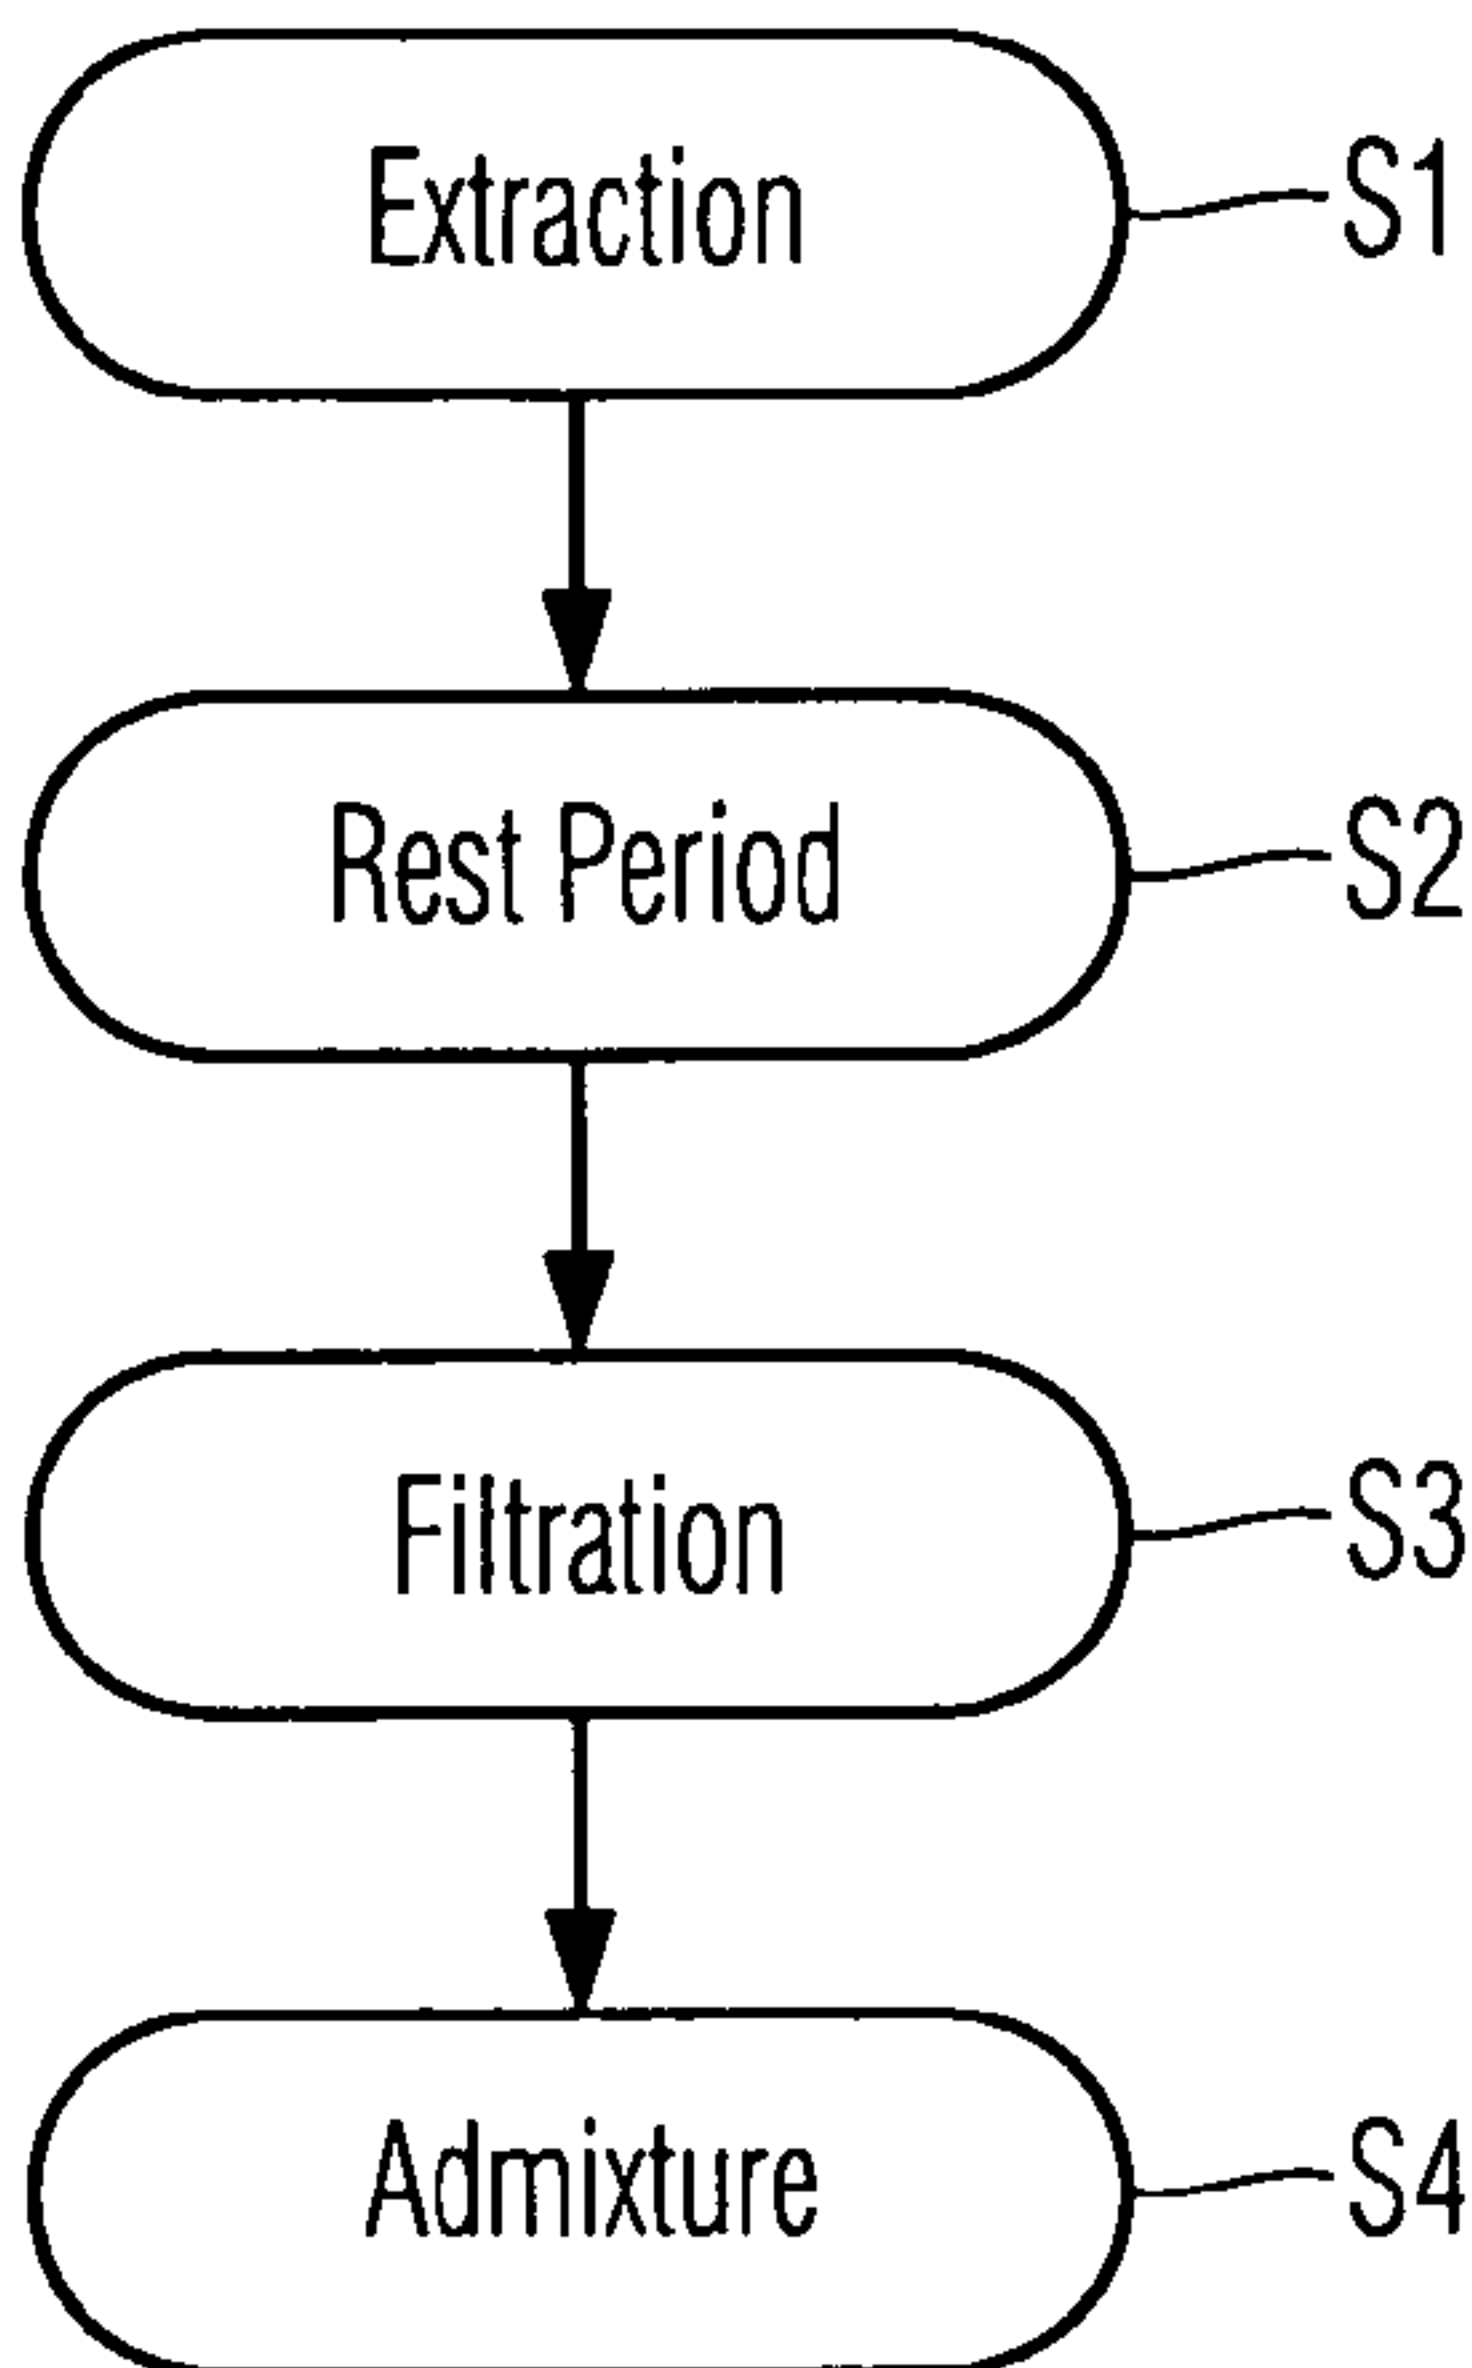 Extraction S1
Rest Period S2
Filtration S3
Admixture S4